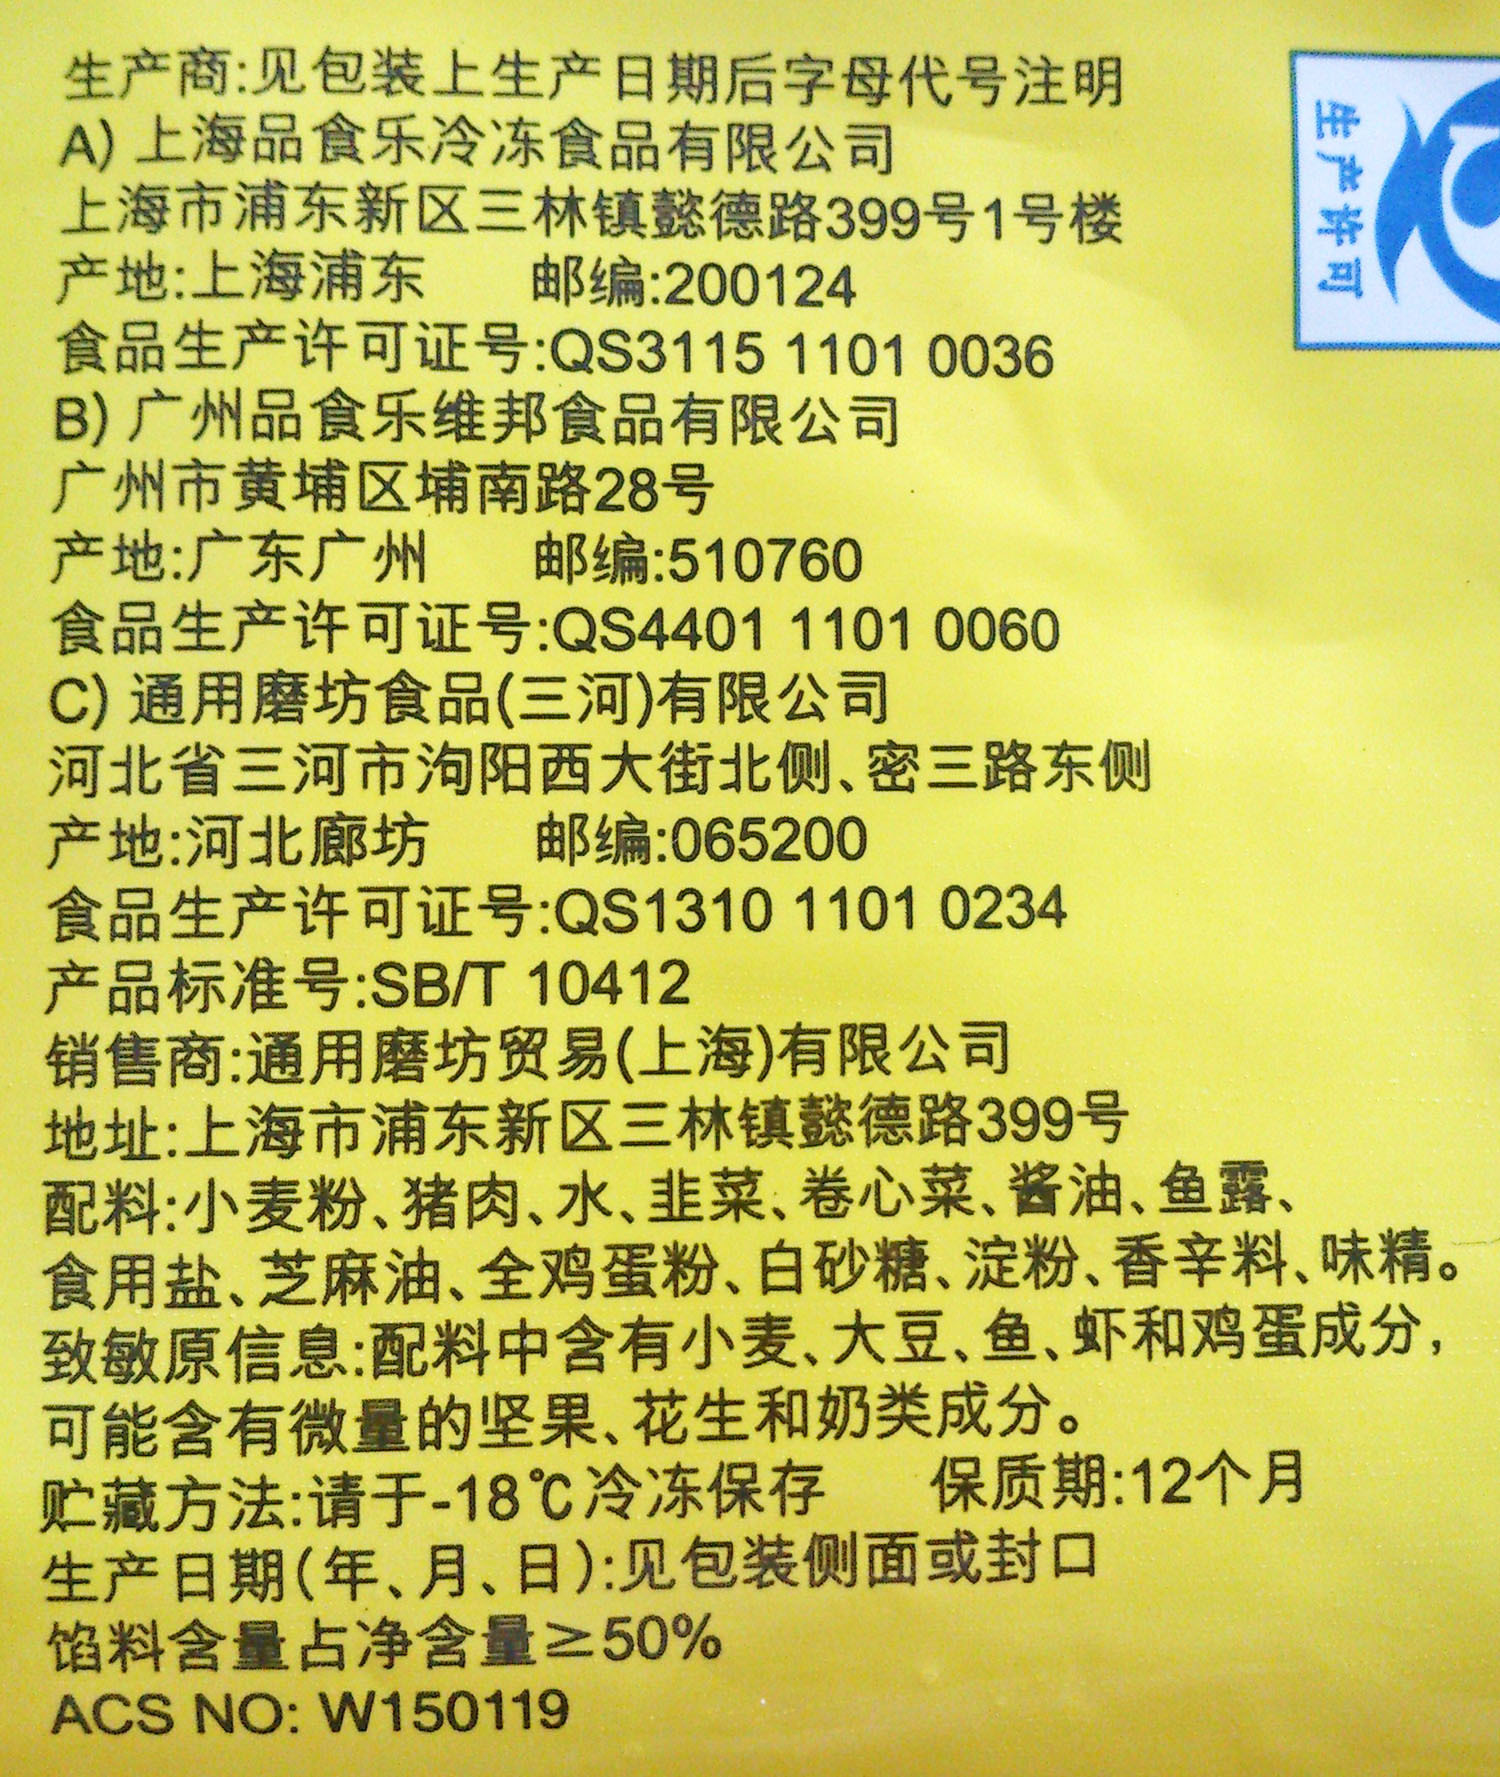 生产商:见包装上生产日期后字母代号注明
A) 上海品食乐冷冻食品有限公司
上海市浦东新区三林镇懿德路399号1号楼
产地:上海浦东 邮编:200124
食品生产许可证号:QS3115 1101 0036
B) 广州品食乐维邦食品有限公司
广州市黄埔区埔南路28号
产地:广东广州 邮编:510760
食品生产许可证号:QS4401 1101 0060
C) 通用磨坊食品(三河)有限公司
河北省三河市泃阳西大街北侧、密三路东侧
产地:河北廊坊 邮编:065200
食品生产许可证号:QS1310 1101 0234
产品标准号:SB/T 10412
销售商:通用磨坊贸易(上海)有限公司
地址:上海市浦东新区三林镇懿德路399号
配料:小麦粉、猪肉、水、韭菜、卷心菜、酱油、鱼露、
食用盐、芝麻油、全鸡蛋粉、白砂糖、淀粉、香辛料、味精。
致敏原信息:配料中含有小麦、大豆、鱼、虾和鸡蛋成分,
可能含有微量的坚果、花生和奶类成分。
贮藏方法:请于-18℃冷冻保存 保质期:12个月
生产日期(年、月、日):见包装侧面或封口
馅料含量占净含量≥50%
ACS NO: W150119
生产许可